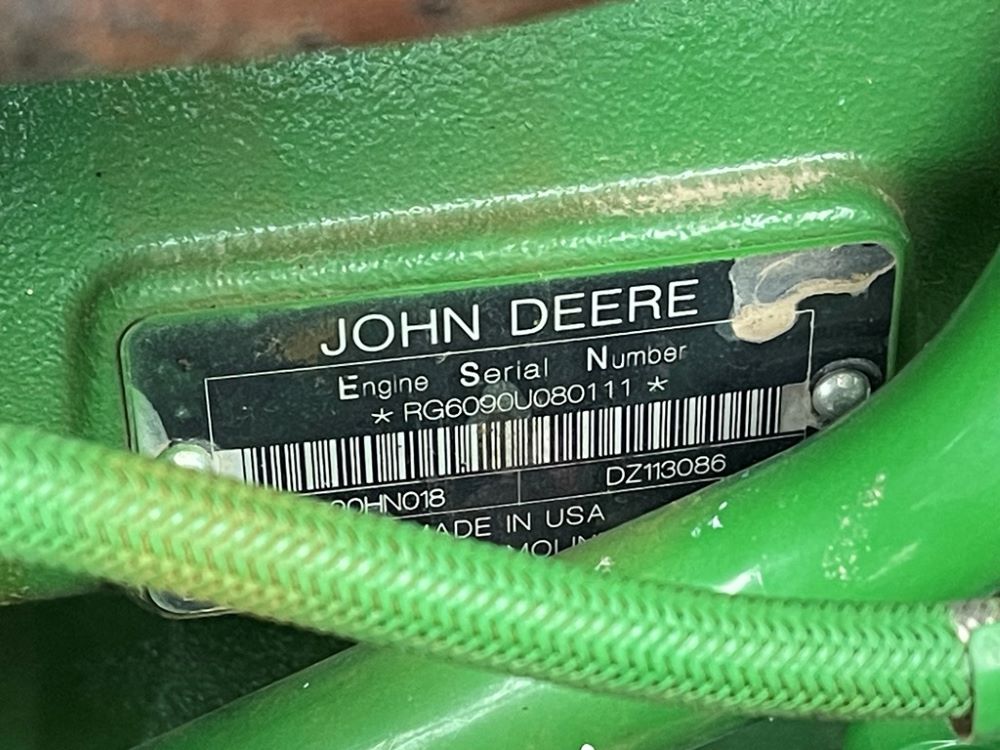 JOHN DEERE
Engine Serial Number
* RG6090U080111 *
DZ113086
MADE IN USA